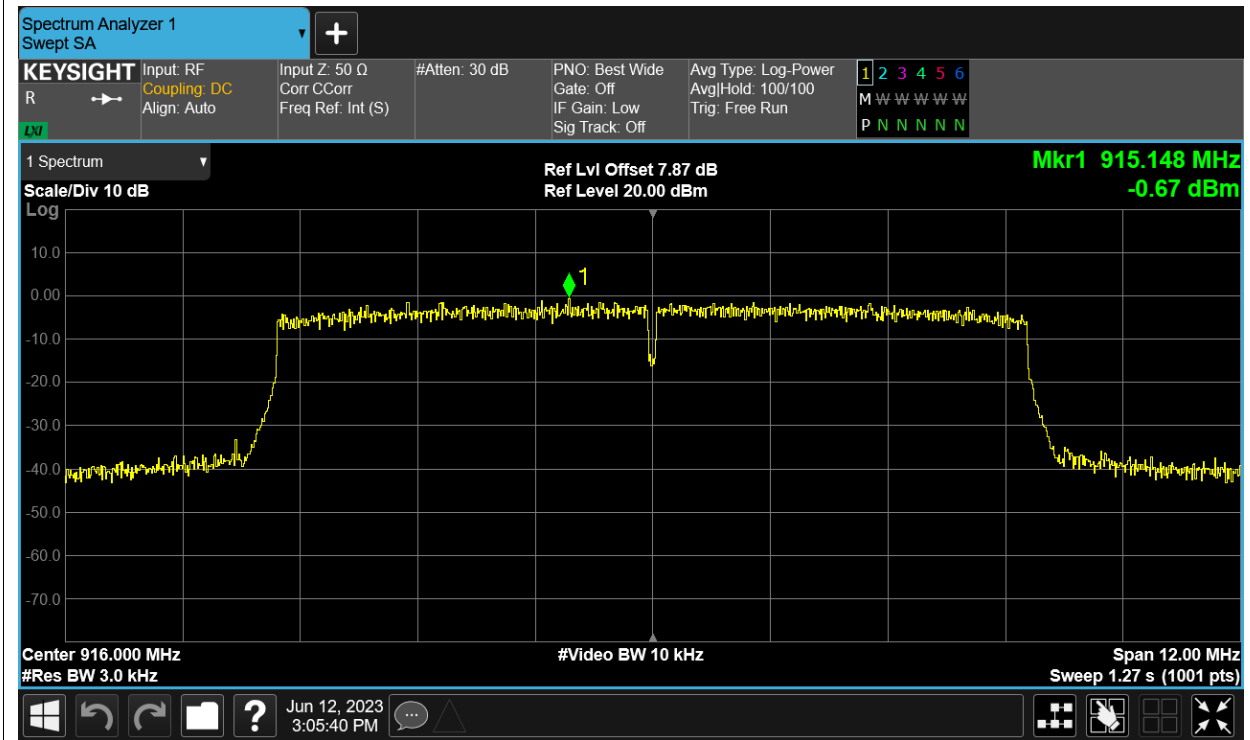 Spectrum Analyzer 1
Swept SA
KEYSIGHT
R
LXI
Input: RF
Coupling: DC
Align: Auto
Input Z: 50 Ω
Corr CCorr
Freq Ref: Int (S)
#Atten: 30 dB
PNO: Best Wide
Gate: Off
IF Gain: Low
Sig Track: Off
Avg Type: Log-Power
Avg|Hold: 100/100
Trig: Free Run
1 2 3 4 5 6
M W W W W W
P N N N N N
1 Spectrum
Scale/Div 10 dB
Log
Ref Lvl Offset 7.87 dB
Ref Level 20.00 dBm
Mkr1 915.148 MHz
-0.67 dBm
10.0
0.00
-10.0
-20.0
-30.0
-40.0
-50.0
-60.0
-70.0
1
Center 916.000 MHz
#Res BW 3.0 kHz
#Video BW 10 kHz
Span 12.00 MHz
Sweep 1.27 s (1001 pts)
?
Jun 12, 2023
3:05:40 PM